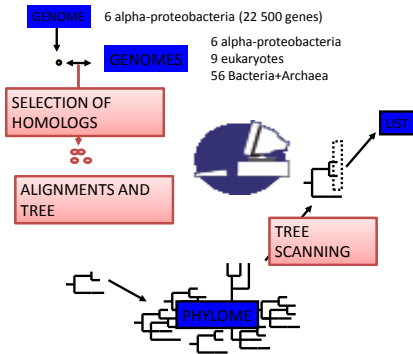 GENOME 6 alpha-proteobacteria (22 500 genes)
6 alpha-proteobacteria
GENOMES 9 eukaryotes
56 Bacteria+Archaea
SELECTION OF
HOMOLOGS
LIST
ALIGNMENTS AND
TREE
TREE
SCANNING
PHYLOME